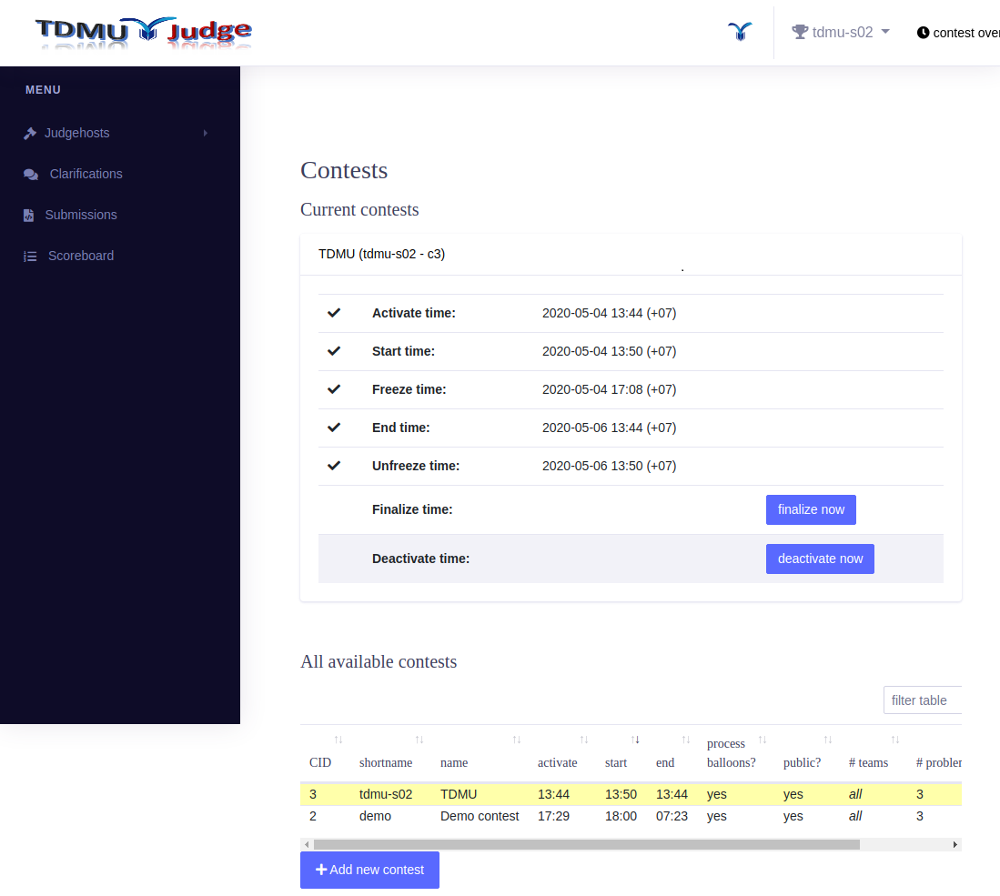 TDMU Judge
tdmu-s02
contest over
MENU
Judgehosts
Clarifications
Submissions
Scoreboard
Contests
Current contests
TDMU (tdmu-s02 - c3)
.
Activate time: 2020-05-04 13:44 (+07)
Start time: 2020-05-04 13:50 (+07)
Freeze time: 2020-05-04 17:08 (+07)
End time: 2020-05-06 13:44 (+07)
Unfreeze time: 2020-05-06 13:50 (+07)
Finalize time: finalize now
Deactivate time: deactivate now
All available contests
filter table
CID shortname name activate start end process balloons? public? # teams # problem
3 tdmu-s02 TDMU 13:44 13:50 13:44 yes yes all 3
2 demo Demo contest 17:29 18:00 07:23 yes yes all 3
Add new contest